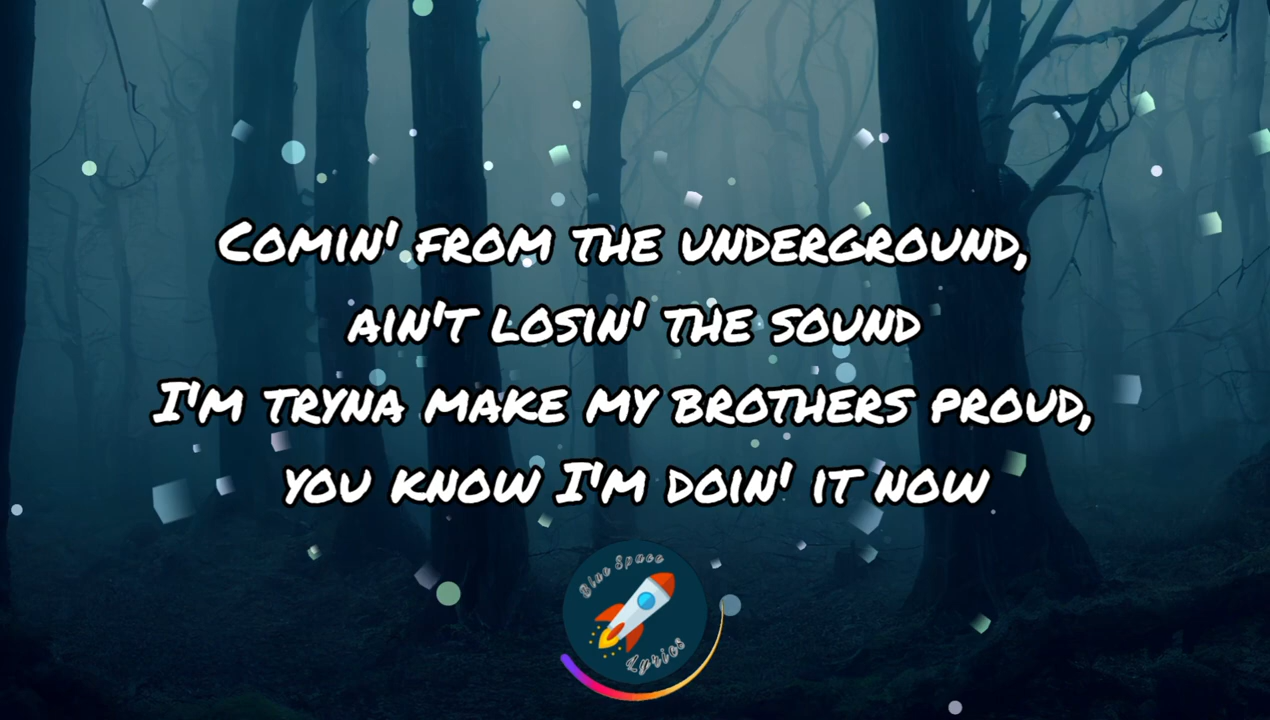 Comin' from the underground,
ain't losin' the sound
I'm tryna make my brothers proud,
you know I'm doin' it now
Blue Space
Lyrics